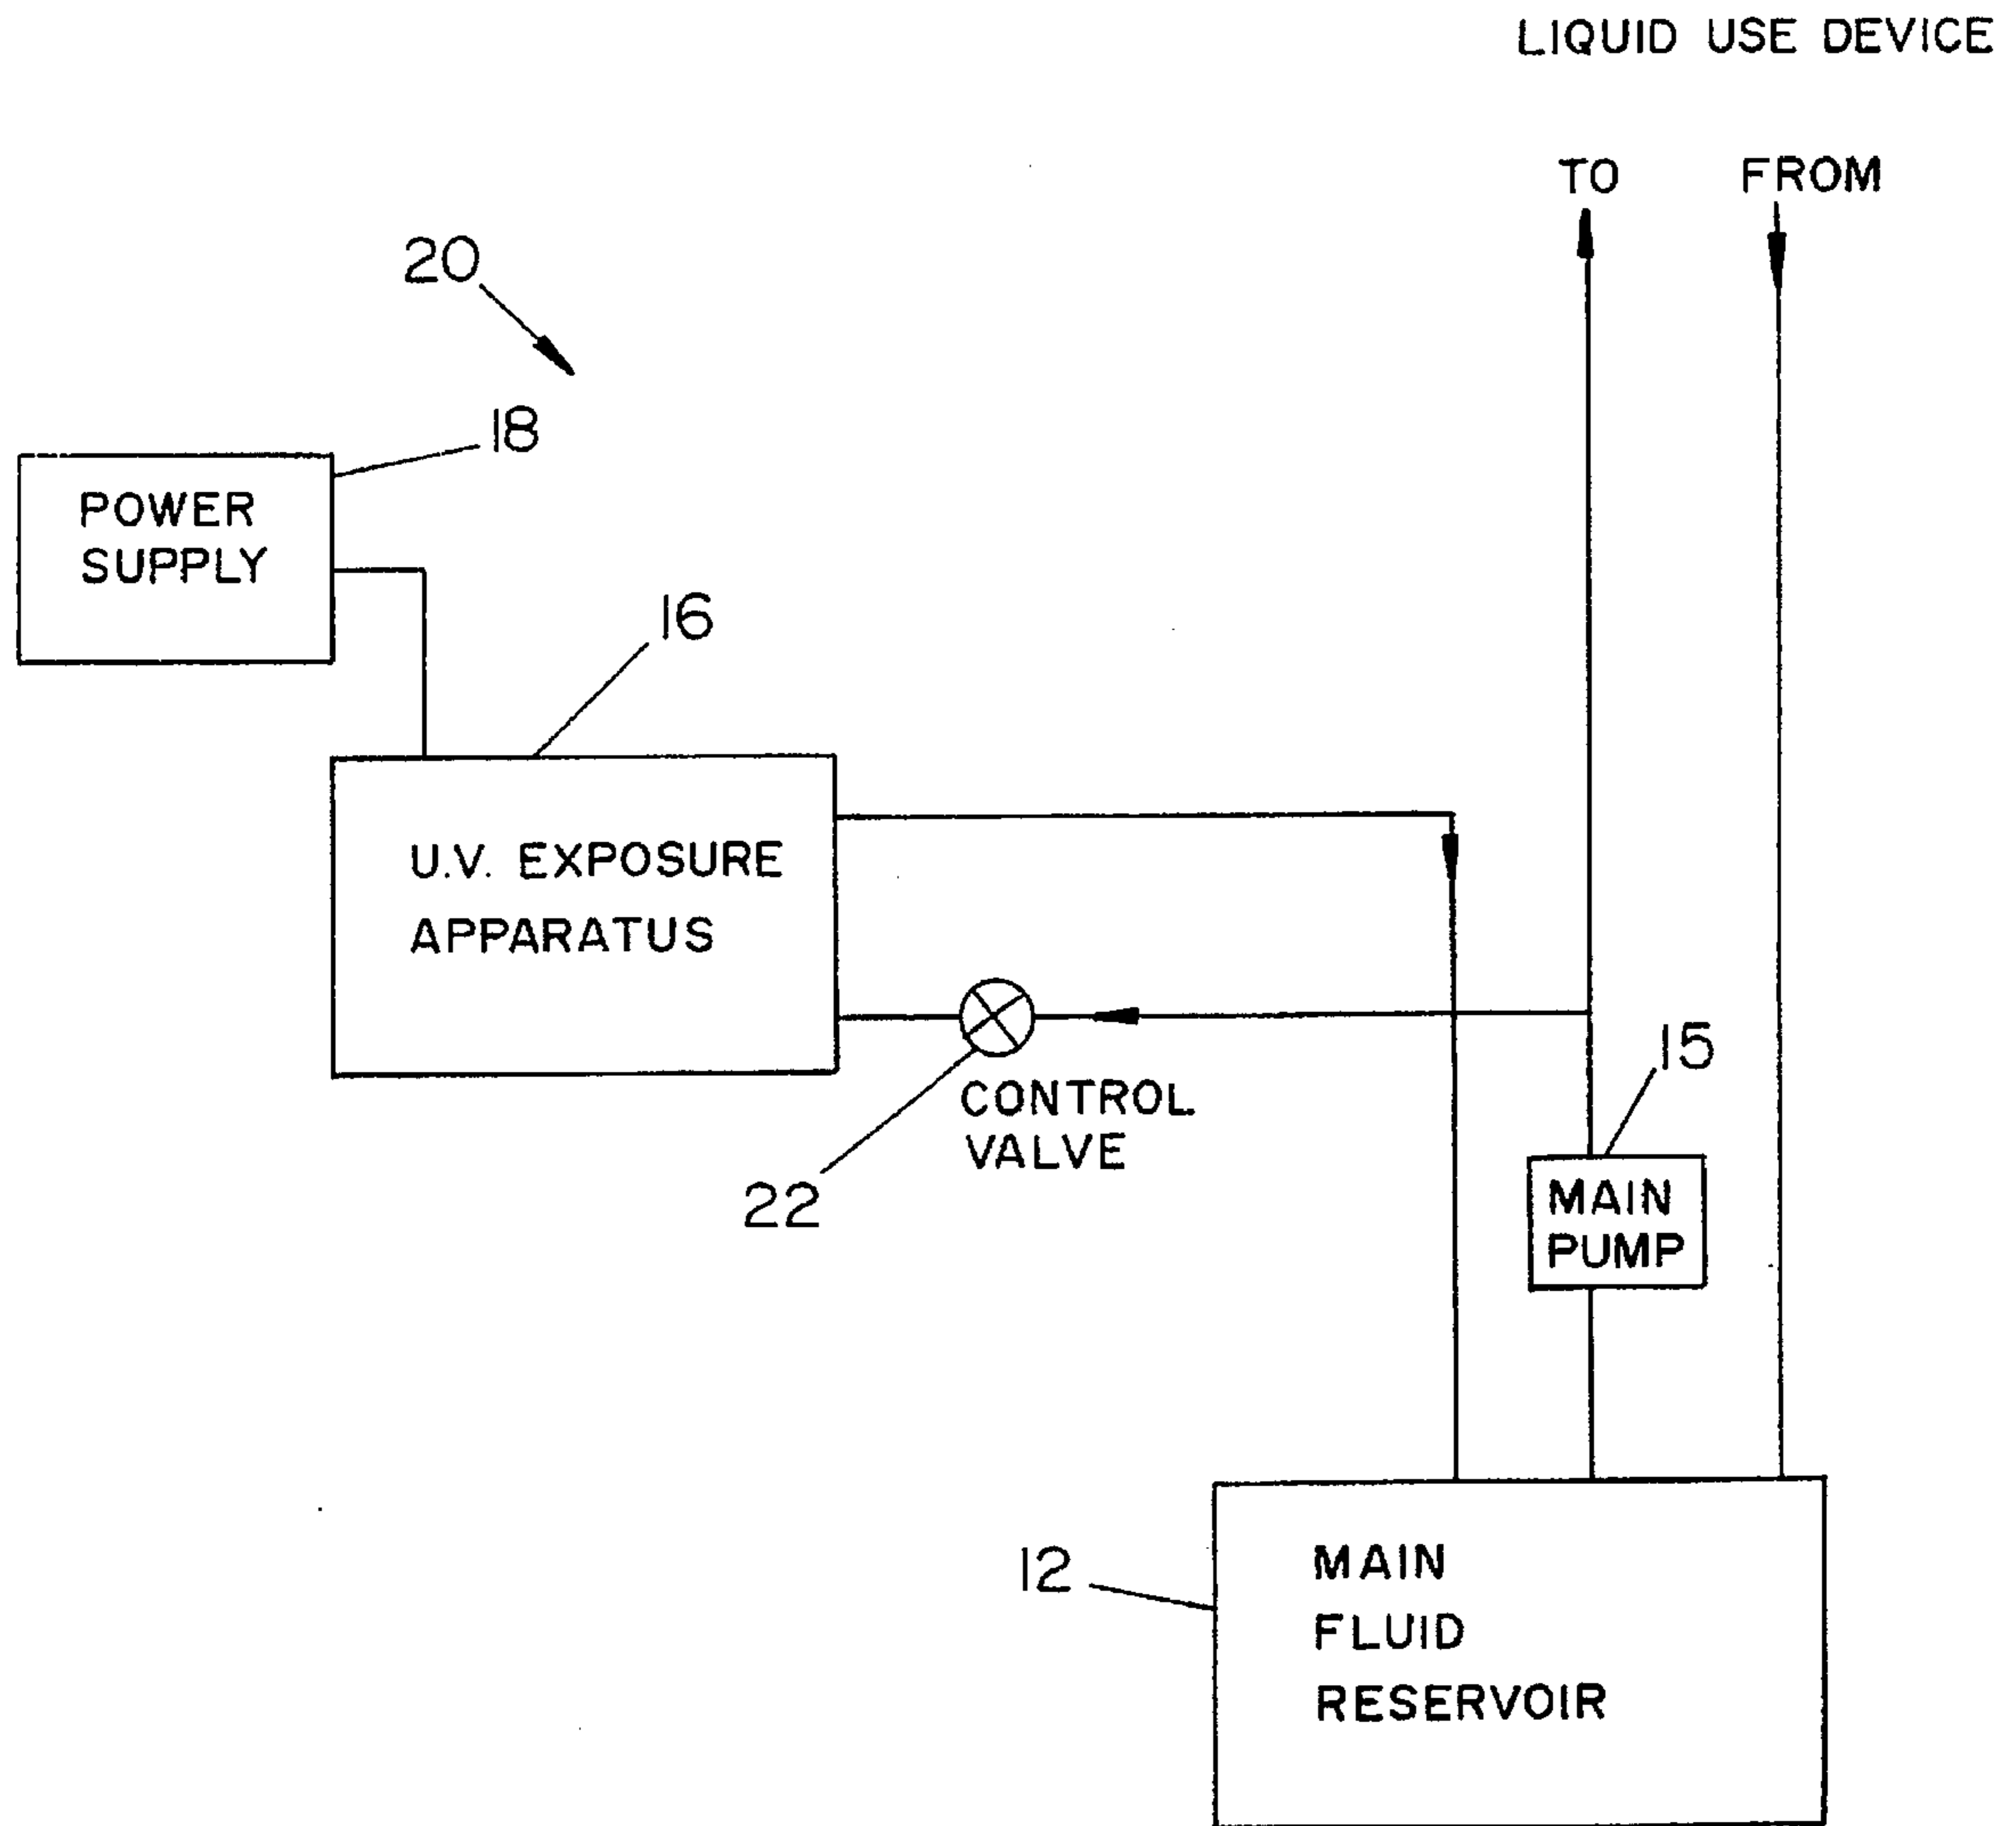 LIQUID USE DEVICE
TO
FROM
20
18
POWER
SUPPLY
16
U.V. EXPOSURE
APPARATUS
15
CONTROL
VALVE
22
MAIN
PUMP
12
MAIN
FLUID
RESERVOIR